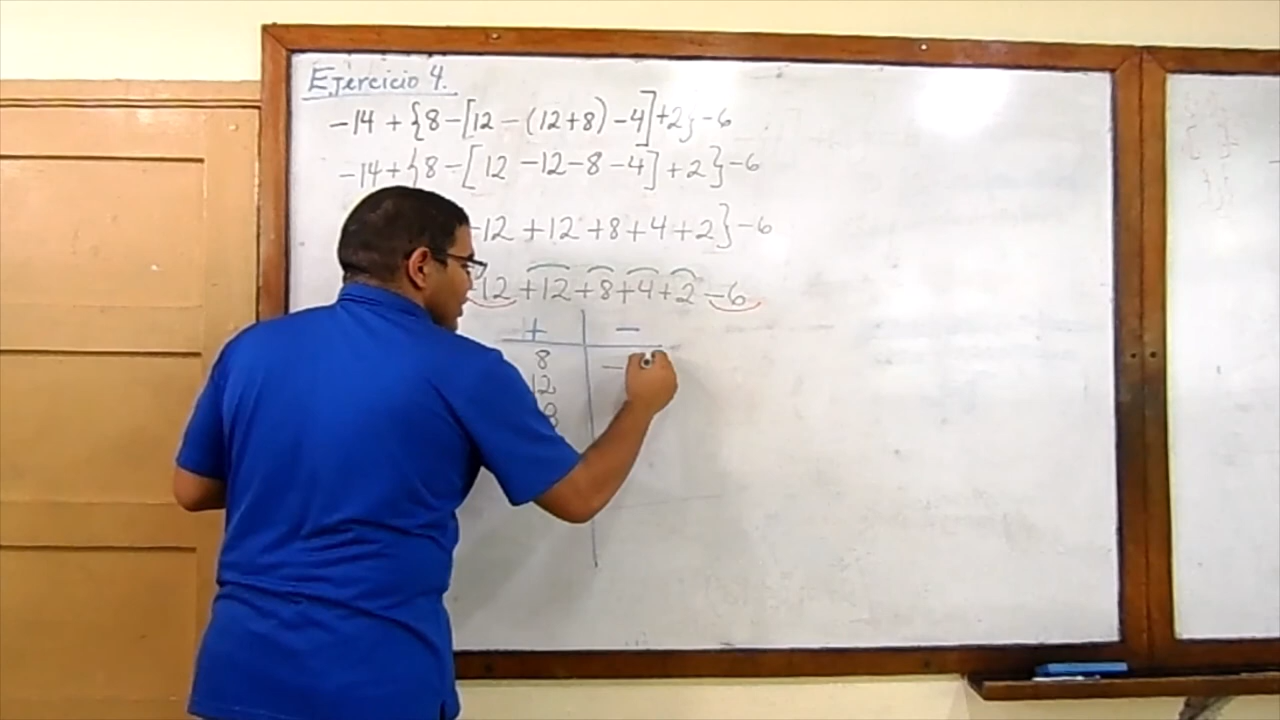 Ejercicio 4.
-14 + {8 - [12 - (12+8) - 4] + 2} - 6
-14 + {8 - [12 - 12 - 8 - 4] + 2} - 6
-12 + 12 + 8 + 4 + 2} - 6
12 + 12 + 8 + 4 + 2 - 6
+ -
8 -
12
8